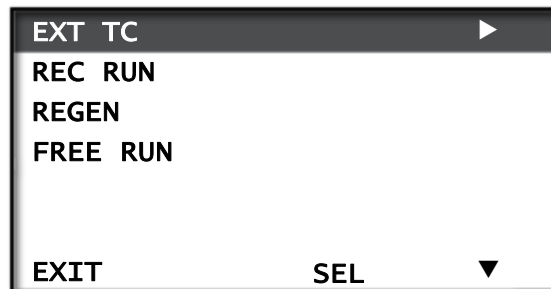 EXT TC ▶
REC RUN
REGEN
FREE RUN
EXIT SEL ▼